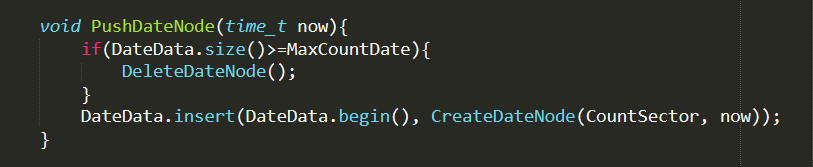 void PushDateNode(time_t now){
if(DateData.size()>=MaxCountDate){
DeleteDateNode();
}
DateData.insert(DateData.begin(), CreateDateNode(CountSector, now));
}